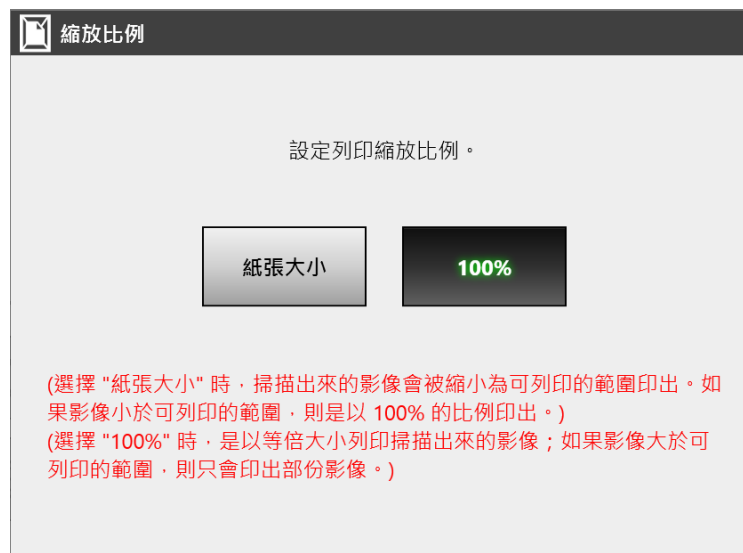 縮放比例
設定列印縮放比例。
紙張大小
100%
(選擇 "紙張大小" 時，掃描出來的影像會被縮小為可列印的範圍印出。如
果影像小於可列印的範圍，則是以 100% 的比例印出。)
(選擇 "100%" 時，是以等倍大小列印掃描出來的影像；如果影像大於可
列印的範圍，則只會印出部份影像。)